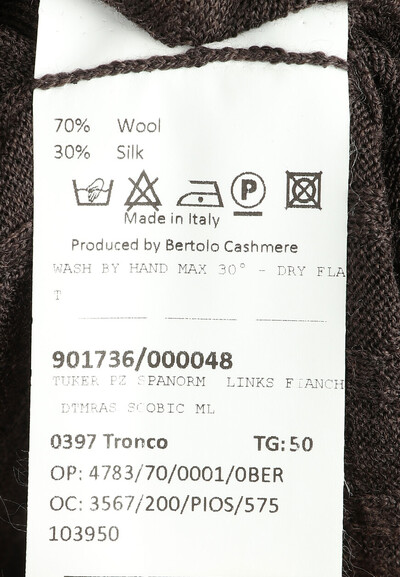 70% Wool
30% Silk
P
Made in Italy
Produced by Bertolo Cashmere
WASH BY HAND MAX 30° - DRY FLA
T
901736/000048
TUKER PZ SPANORM LINKS FIANCH
DTMRAS SCOBIC ML
0397 Tronco TG:50
OP: 4783/70/0001/0BER
OC: 3567/200/PIOS/575
103950